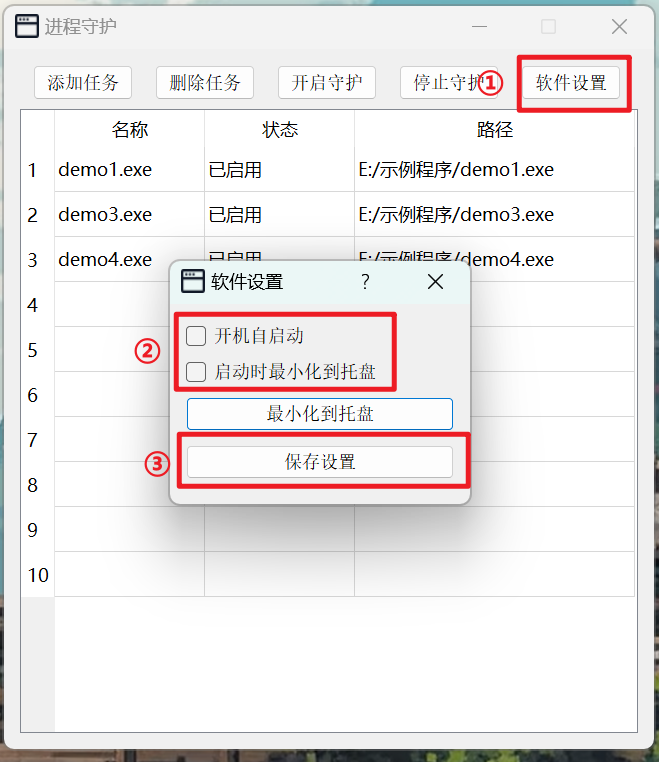 进程守护
添加任务 删除任务 开启守护 停止守护 ① 软件设置
名称 状态 路径
1 demo1.exe 已启用 E:/示例程序/demo1.exe
2 demo3.exe 已启用 E:/示例程序/demo3.exe
3 demo4.exe 已启用 E:/示例程序/demo4.exe
软件设置 ?
4
② 开机自启动
5
启动时最小化到托盘
6
最小化到托盘
7
③ 保存设置
8
9
10